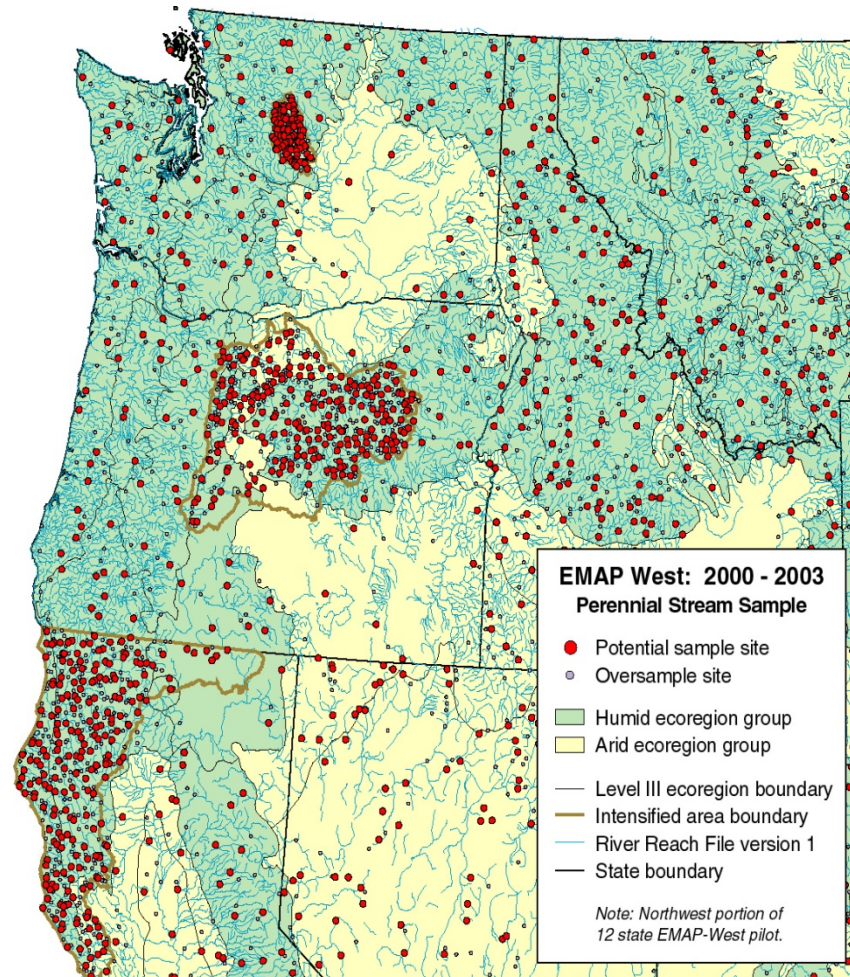 EMAP West: 2000 - 2003
Perennial Stream Sample
Potential sample site
Oversample site
Humid ecoregion group
Arid ecoregion group
Level III ecoregion boundary
Intensified area boundary
River Reach File version 1
State boundary
Note: Northwest portion of
12 state EMAP-West pilot.